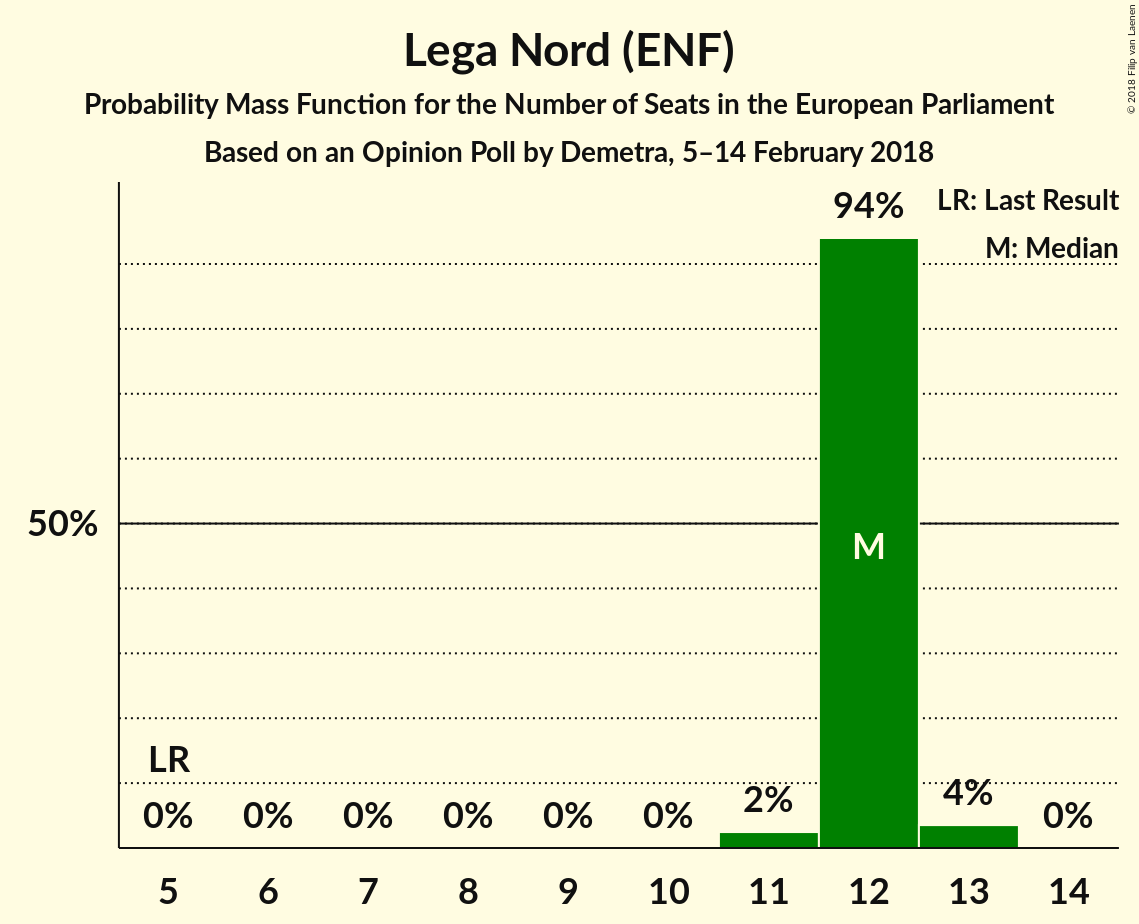 Lega Nord (ENF)
Probability Mass Function for the Number of Seats in the European Parliament
Based on an Opinion Poll by Demetra, 5–14 February 2018
© 2018 Filip van Laenen
LR: Last Result
M: Median
94%
50%
M
LR
0% 0% 0% 0% 0% 0% 2% 4% 0%
5 6 7 8 9 10 11 12 13 14